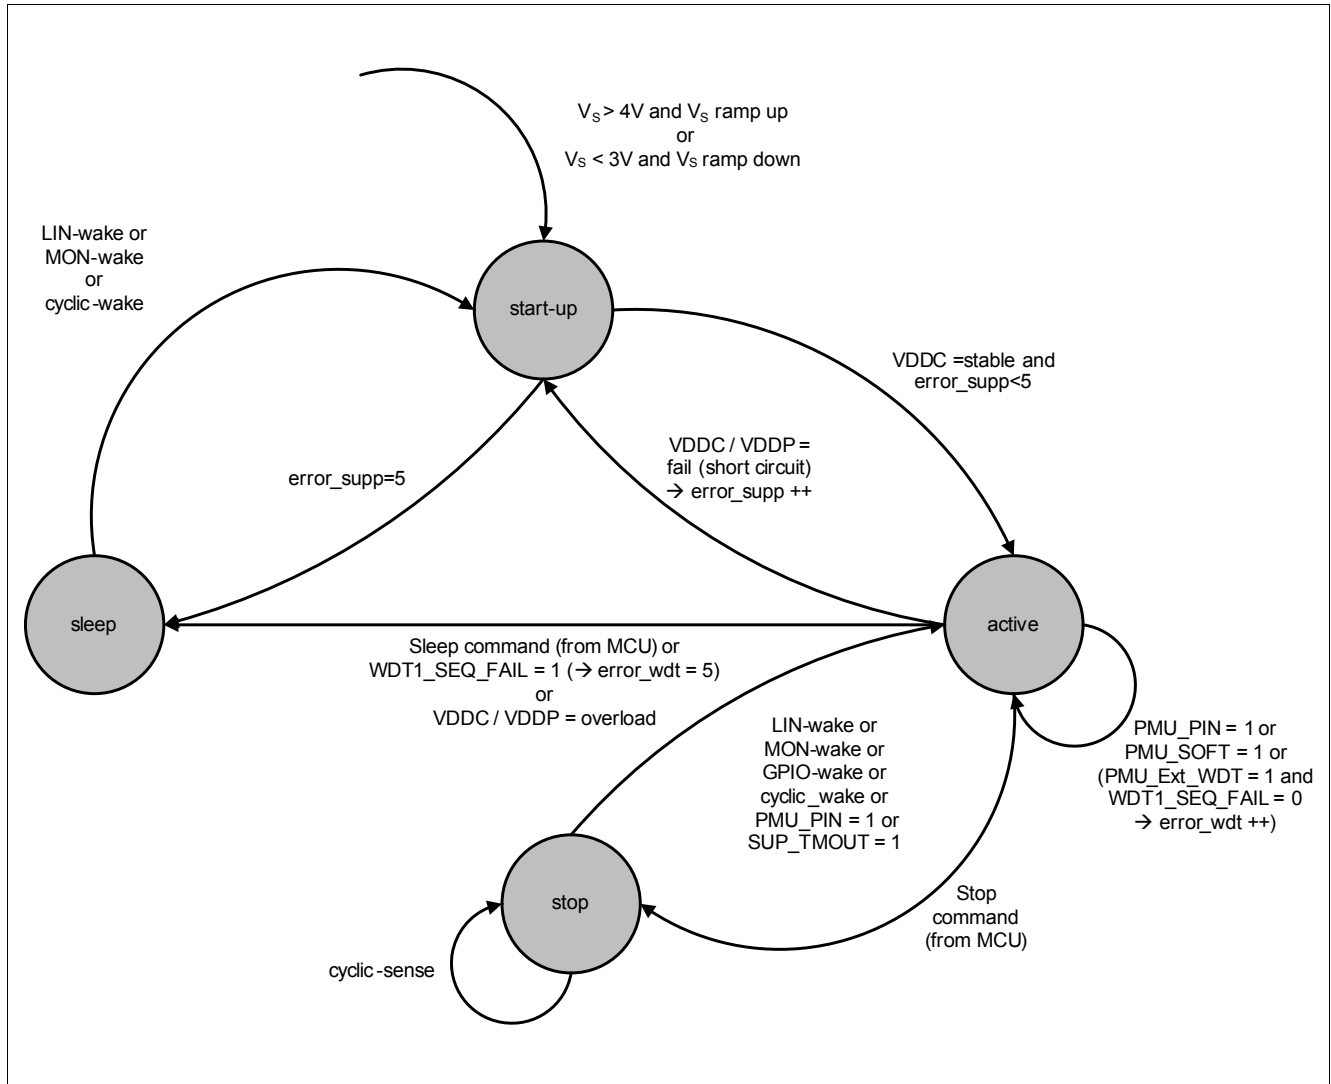 V_S > 4V and V_S ramp up
or
V_S < 3V and V_S ramp down
LIN-wake or
MON-wake
or
cyclic-wake
start-up
VDDC =stable and
error_supp<5
VDDC / VDDP =
fail (short circuit)
→ error_supp ++
error_supp=5
sleep
active
Sleep command (from MCU) or
WDT1_SEQ_FAIL = 1 (→ error_wdt = 5)
or
VDDC / VDDP = overload
LIN-wake or
MON-wake or
GPIO-wake or
cyclic_wake or
PMU_PIN = 1 or
SUP_TMOUT = 1
PMU_PIN = 1 or
PMU_SOFT = 1 or
(PMU_Ext_WDT = 1 and
WDT1_SEQ_FAIL = 0
→ error_wdt ++)
stop
Stop
command
(from MCU)
cyclic-sense